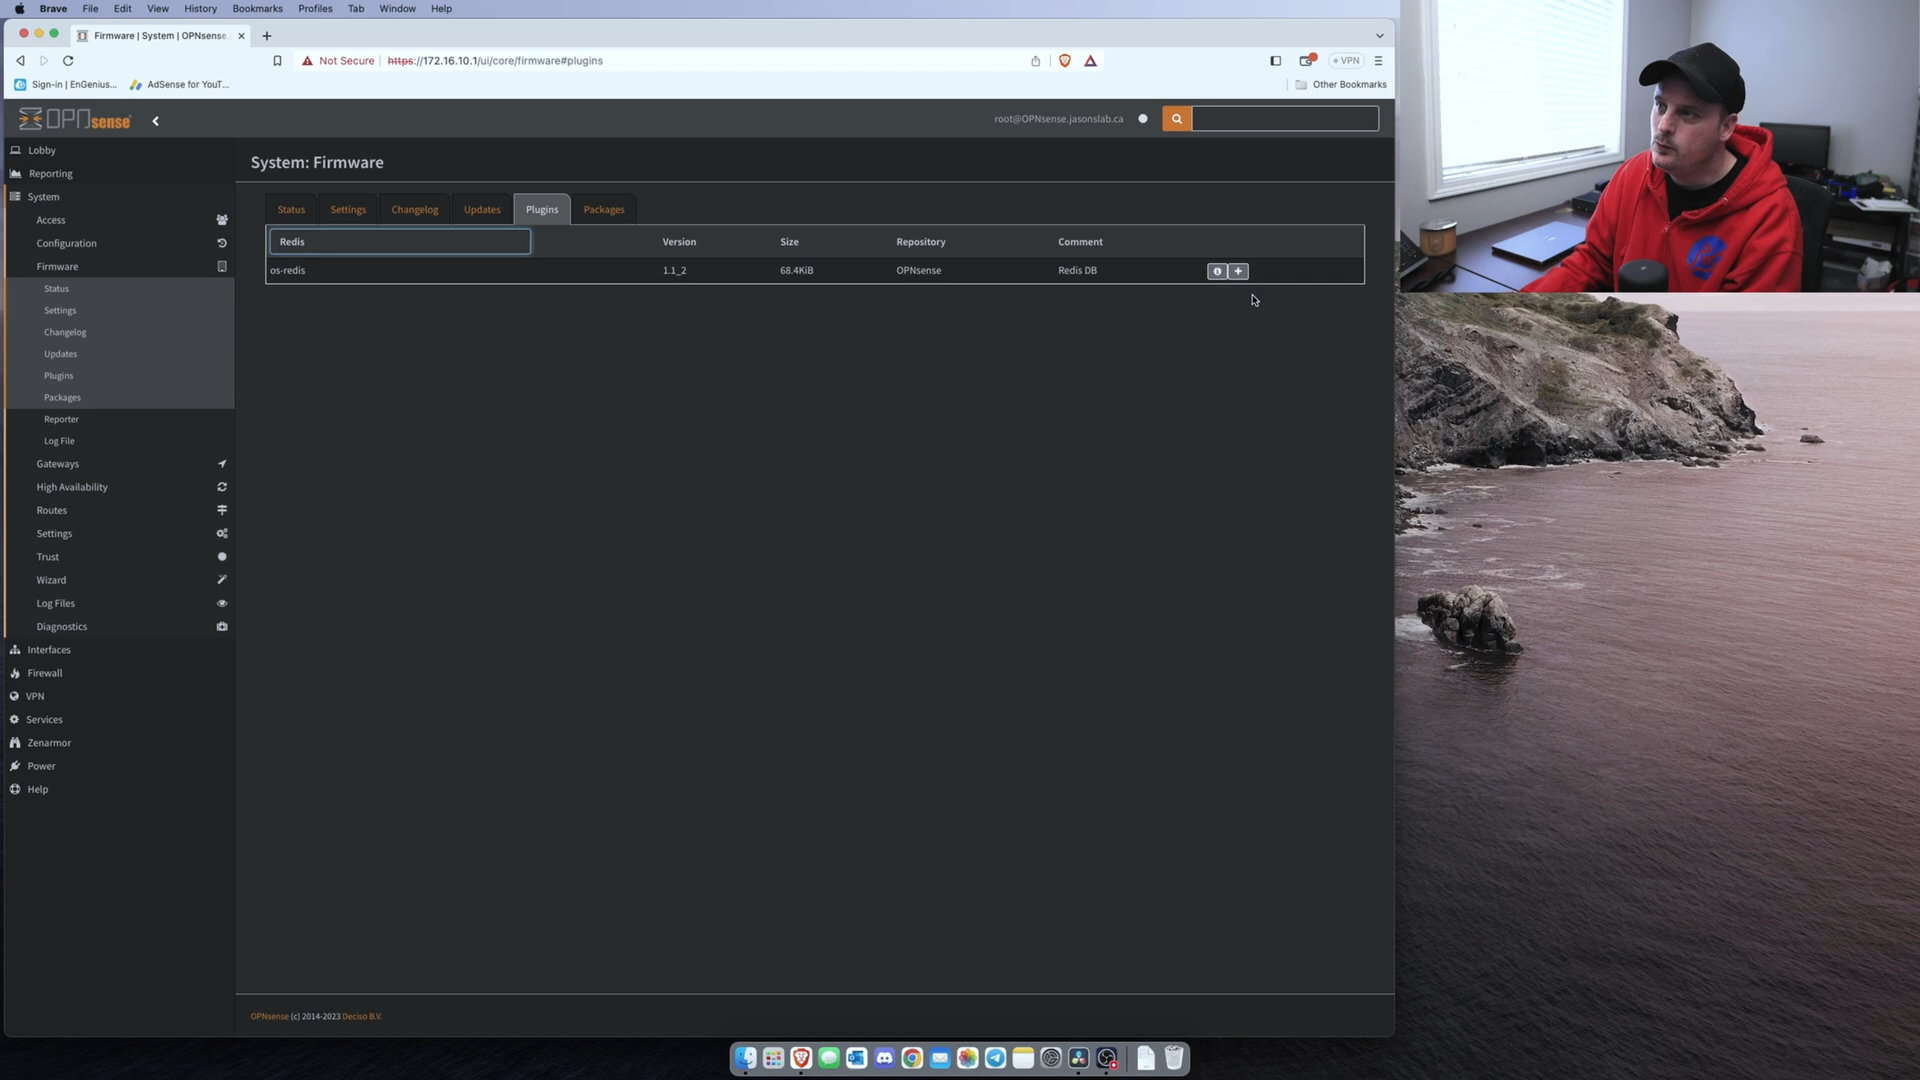 Brave File Edit View History Bookmarks Profiles Tab Window Help
Firewall | System | OPNsense
Not Secure https://172.16.10.1/ui/core/firmware#plugins VPN
Sign-in | EnGenius... AdSense for YouT... Other Bookmarks
OPNsense root@OPNsense.jasonslab.ca
Lobby
Reporting
System
Access
Configuration
Firmware
Status
Settings
Changelog
Updates
Plugins
Packages
Reporter
Log File
Gateways
High Availability
Routes
Settings
Trust
Wizard
Log Files
Diagnostics
Interfaces
Firewall
VPN
Services
Zenarmor
Power
Help
System: Firmware
Status Settings Changelog Updates Plugins Packages
Redis Version Size Repository Comment
os-redis 1.1_2 68.4KiB OPNsense Redis DB
OPNsense (c) 2014-2023 Deciso B.V.